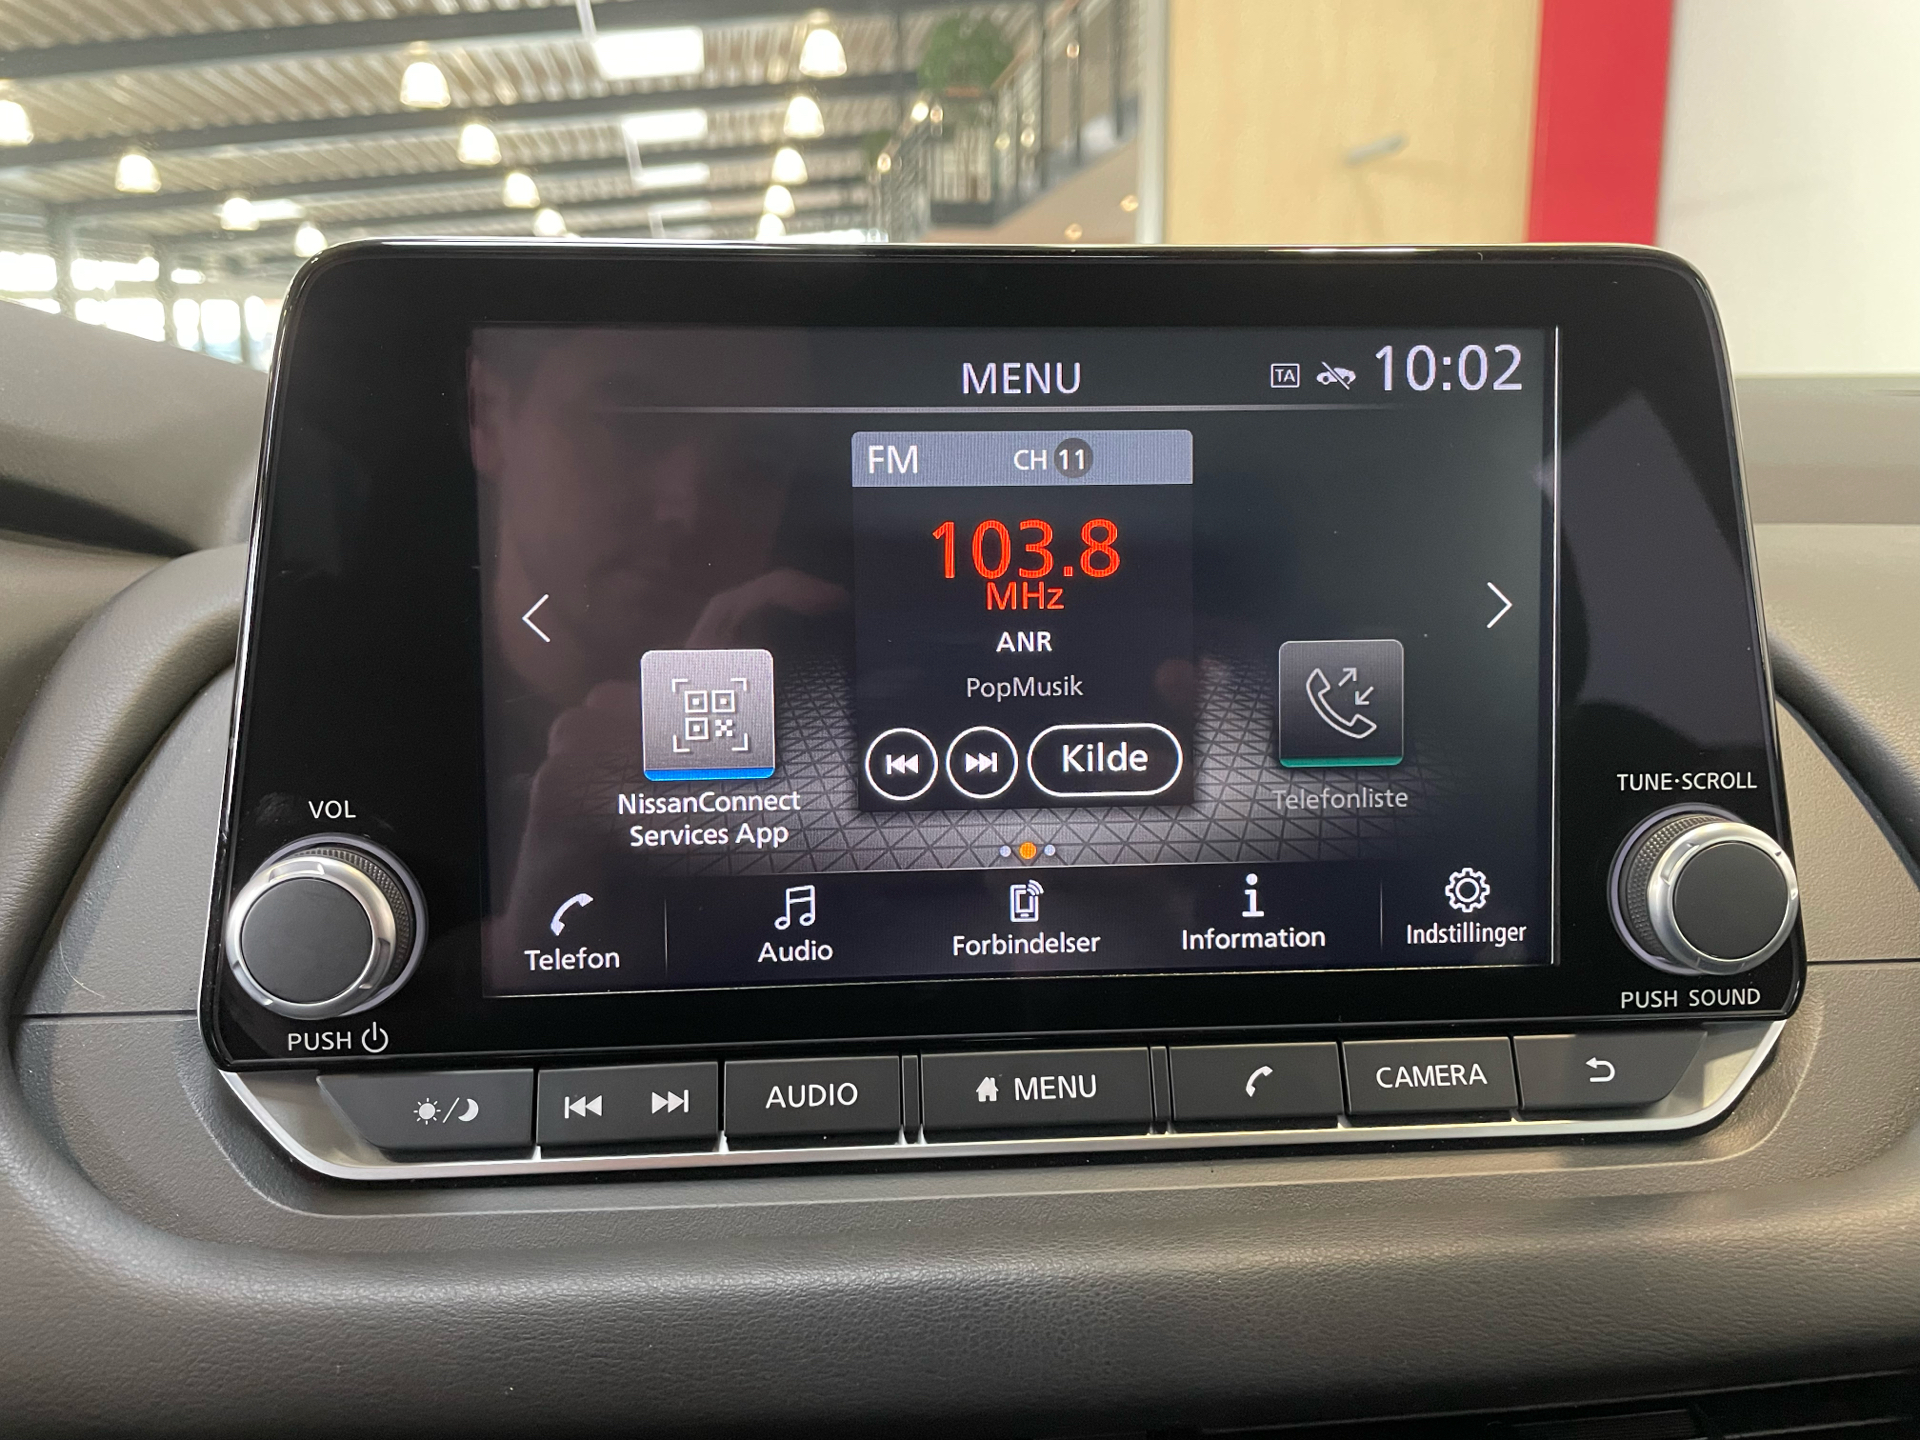 MENU
TA
10:02
FM CH 11
103.8
MHz
ANR
PopMusik
Kilde
NissanConnect
Services App
Telefonliste
Telefon
Audio
Forbindelser
Information
Indstillinger
VOL
PUSH
TUNE·SCROLL
PUSH SOUND
AUDIO
MENU
CAMERA